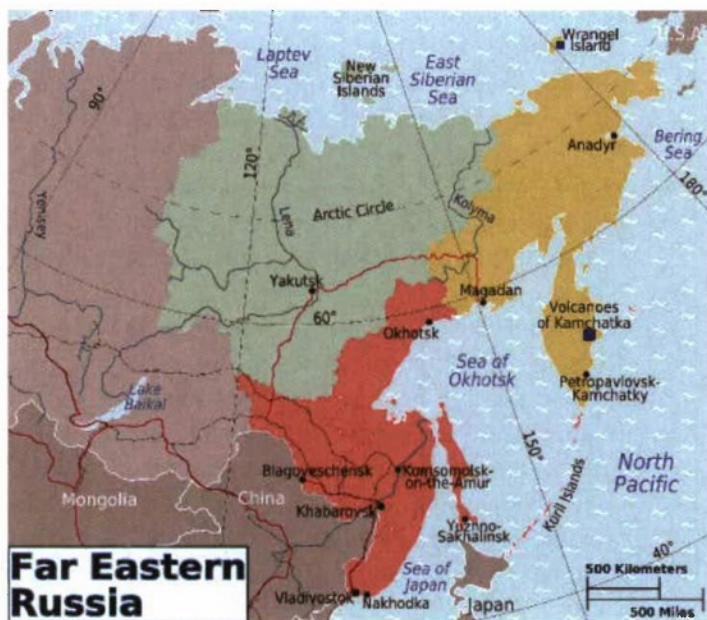 Wrangel
Island
U.S.A.
Laptev
Sea
East
Siberian
Sea
New
Siberian
Islands
90°
Anadyr
Bering
Sea
120°
180°
Yenisey
Lena
Arctic Circle
Kolyma
Yakutsk
Magadan
60°
Okhotsk
Volcanoes
of Kamchatka
Sea of
Okhotsk
Petropavlovsk-
Kamchatky
Lake
Baikal
150°
North
Pacific
Blagoveschensk
Komsomolsk-
on-the-Amur
Mongolia
China
Khabarovsk
Kuril Islands
Yuzhno-
Sakhalinsk
40°
Far Eastern
Russia
Sea of
Japan
500 Kilometers
Vladivostok
Nakhodka
Japan
500 Miles